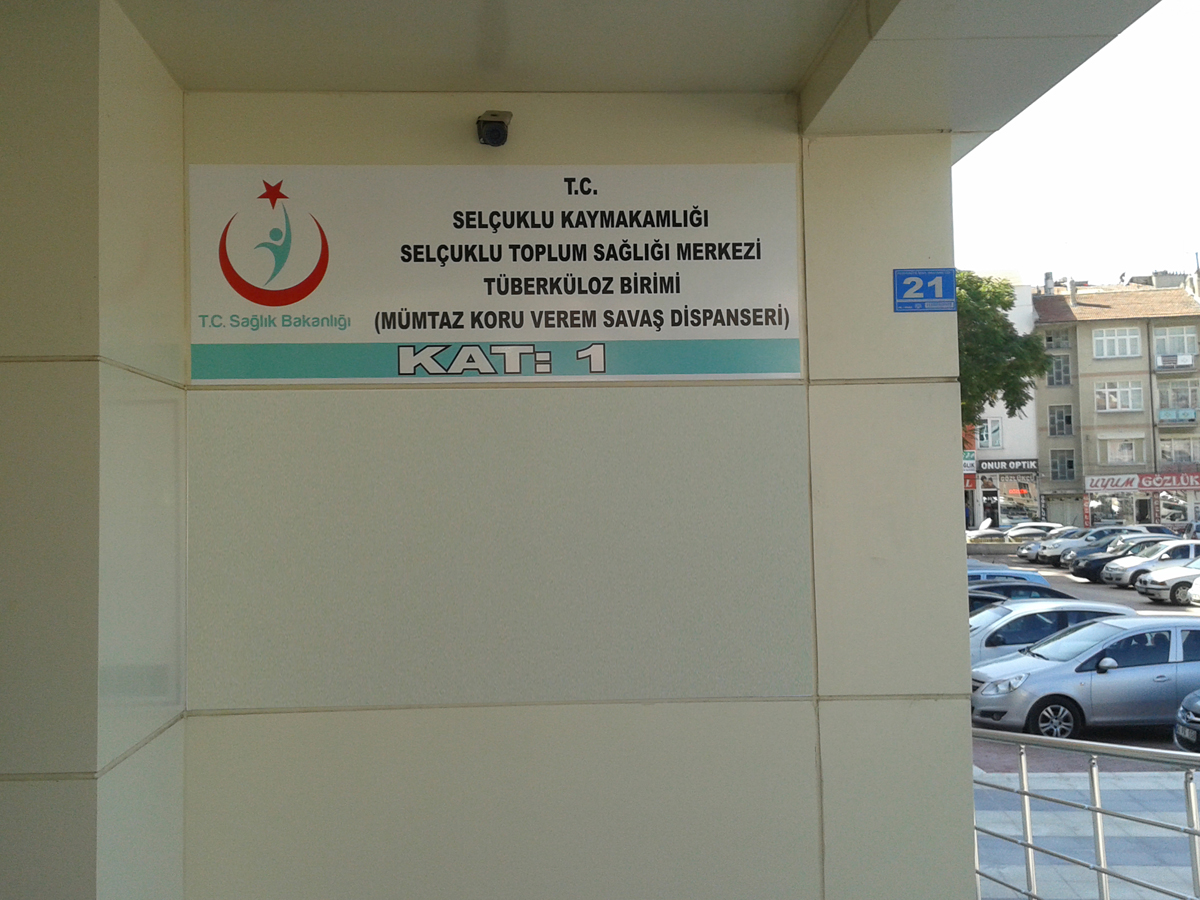 T.C.
SELÇUKLU KAYMAKAMLIĞI
SELÇUKLU TOPLUM SAĞLIĞI MERKEZİ
TÜBERKÜLOZ BİRİMİ
(MÜMTAZ KORU VEREM SAVAŞ DİSPANSERİ)
T.C. Sağlık Bakanlığı
KAT: 1
21
ONUR OPTİK
UYUM GÖZLÜK